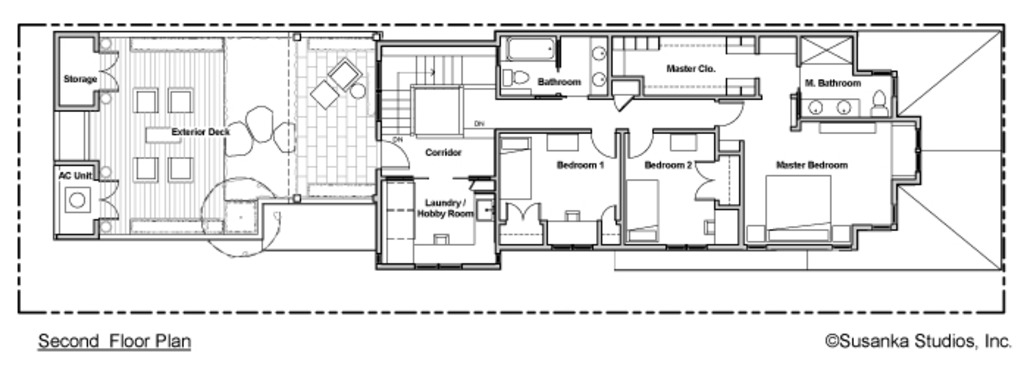 Storage
Exterior Deck
AC Unit
DN
Corridor
DN
Laundry /
Hobby Room
Bathroom
Bedroom 1
Bedroom 2
Master Clo.
M. Bathroom
Master Bedroom
Second Floor Plan
©Susanka Studios, Inc.